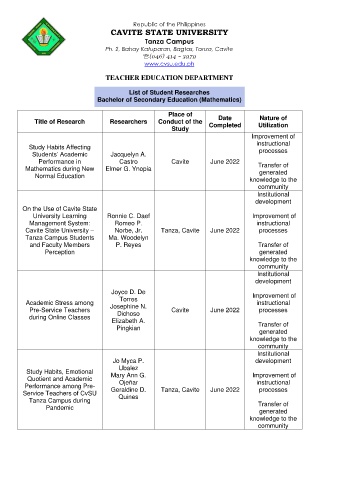 Republic of the Philippines
CAVITE STATE UNIVERSITY
Tanza Campus
Ph. 2, Bahay Katuparan, Bagtas, Tanza, Cavite
☏(046) 414 – 3979
www.cvsu.edu.ph
TEACHER EDUCATION DEPARTMENT
List of Student Researches
Bachelor of Secondary Education (Mathematics)
Title of Research
Researchers
Place of
Conduct of the
Study
Date
Completed
Nature of
Utilization
Study Habits Affecting
Students' Academic
Performance in
Mathematics during New
Normal Education
Jacquelyn A.
Castro
Elmer G. Ynopia
Cavite
June 2022
Improvement of
instructional
processes
Transfer of
generated
knowledge to the
community
On the Use of Cavite State
University Learning
Management System:
Cavite State University –
Tanza Campus Students
and Faculty Members
Perception
Ronnie C. Daef
Romeo P.
Norbe, Jr.
Ma. Woodelyn
P. Reyes
Tanza, Cavite
June 2022
Institutional
development
Improvement of
instructional
processes
Transfer of
generated
knowledge to the
community
Academic Stress among
Pre-Service Teachers
during Online Classes
Joyce D. De
Torres
Josephine N.
Dichoso
Elizabeth A.
Pingkian
Cavite
June 2022
Institutional
development
Improvement of
instructional
processes
Transfer of
generated
knowledge to the
community
Study Habits, Emotional
Quotient and Academic
Performance among Pre-
Service Teachers of CvSU
Tanza Campus during
Pandemic
Jo Myca P.
Ubalez
Mary Ann G.
Ojeñar
Geraldine D.
Quines
Tanza, Cavite
June 2022
Institutional
development
Improvement of
instructional
processes
Transfer of
generated
knowledge to the
community